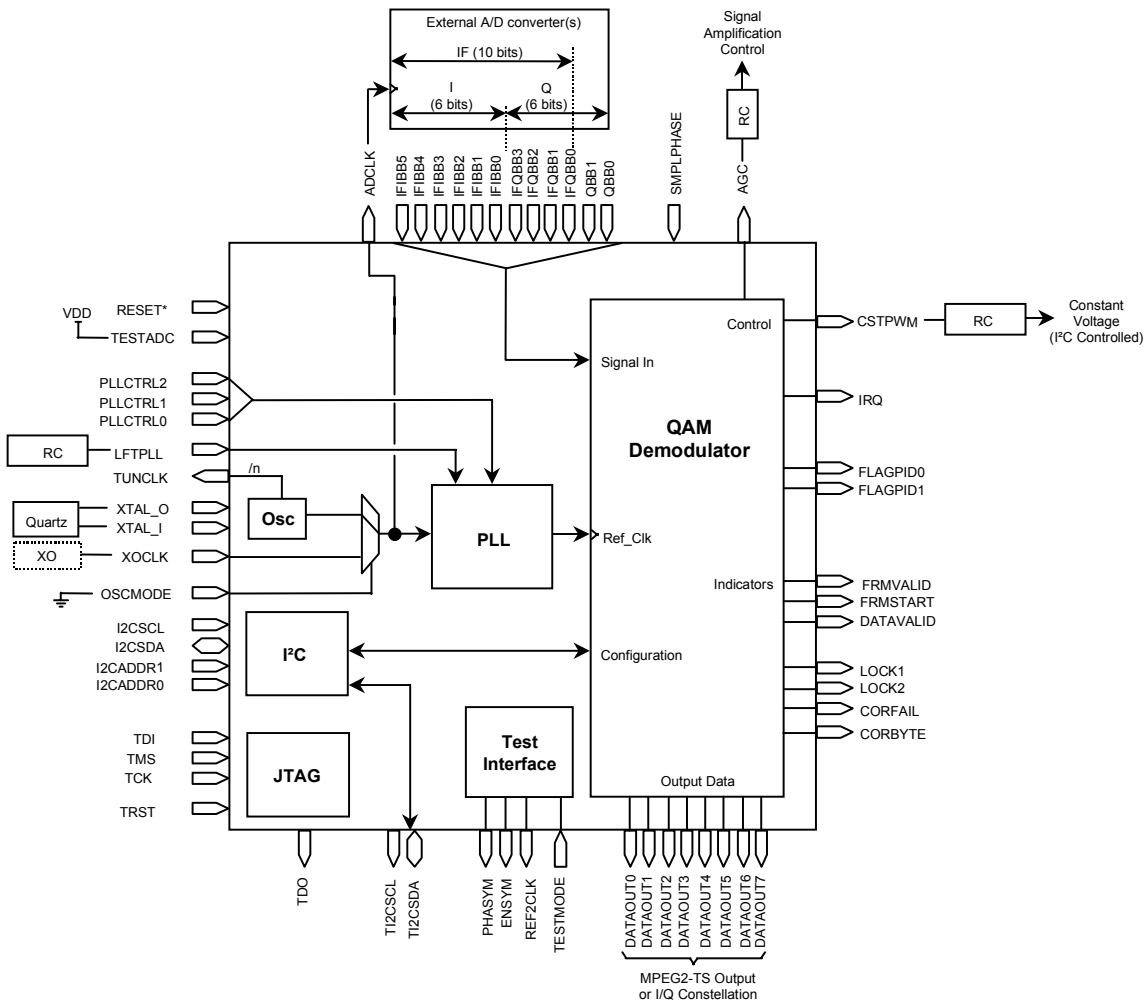 External A/D converter(s)
IF (10 bits)
I
(6 bits)
Q
(6 bits)
Signal
Amplification
Control
RC
ADCLK
IFIBB5
IFIBB4
IFIBB3
IFIBB2
IFIBB1
IFIBB0
IFQBB3
IFQBB2
IFQBB1
IFQBB0
QBB1
QBB0
SMPLPHASE
AGC
RESET*
VDD
TESTADC
PLLCTRL2
PLLCTRL1
PLLCTRL0
RC
LFTPLL
TUNCLK
/n
Quartz
XTAL_O
XTAL_I
XO
XOCLK
OSCMODE
I2CSCL
I2CSDA
I2CADDR1
I2CADDR0
TDI
TMS
TCK
TRST
Osc
PLL
I²C
JTAG
Test
Interface
Control
Signal In
QAM
Demodulator
Ref_Clk
Indicators
Configuration
Output Data
CSTPWM
RC
Constant
Voltage
(I²C Controlled)
IRQ
FLAGPID0
FLAGPID1
FRMVALID
FRMSTART
DATAVALID
LOCK1
LOCK2
CORFAIL
CORBYTE
TDO
TI2CSCL
TI2CSDA
PHASYM
ENSYM
REF2CLK
TESTMODE
DATAOUT0
DATAOUT1
DATAOUT2
DATAOUT3
DATAOUT4
DATAOUT5
DATAOUT6
DATAOUT7
MPEG2-TS Output
or I/Q Constellation